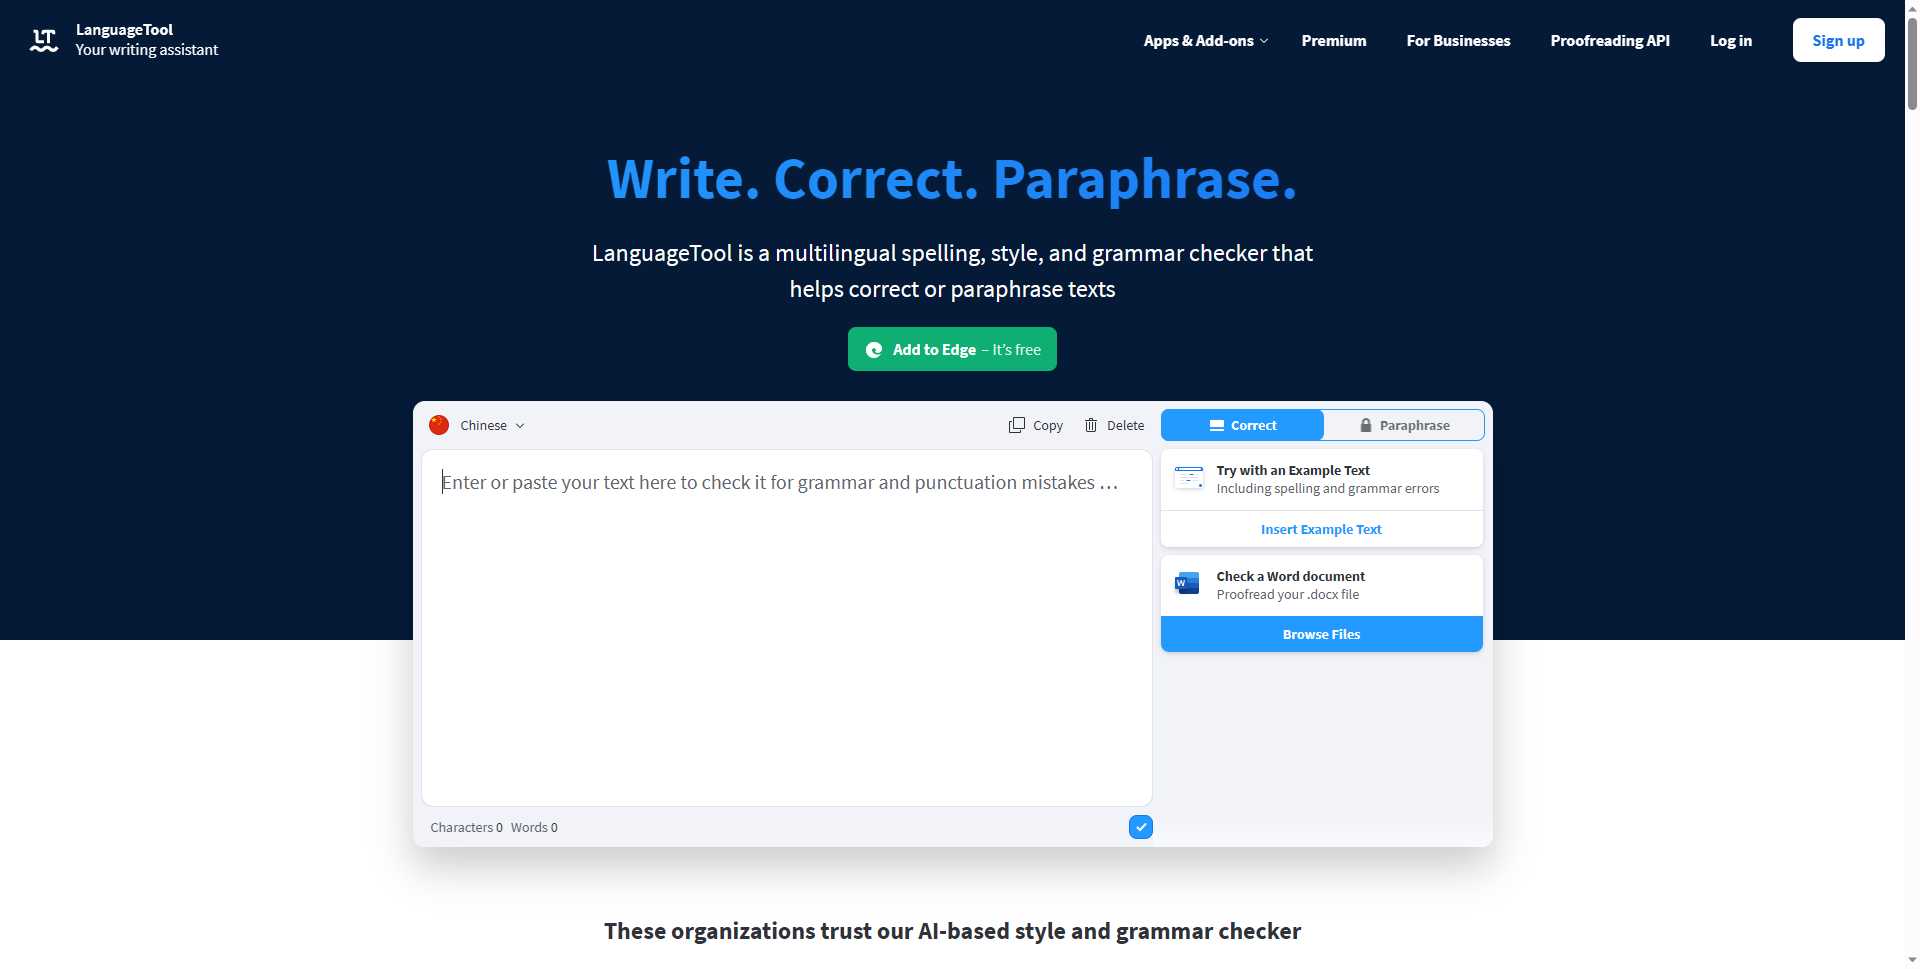 LanguageTool
Your writing assistant
Apps & Add-ons
Premium
For Businesses
Proofreading API
Log in
Sign up
Write. Correct. Paraphrase.
LanguageTool is a multilingual spelling, style, and grammar checker that
helps correct or paraphrase texts
Add to Edge – It's free
Chinese
Copy
Delete
Correct
Paraphrase
Enter or paste your text here to check it for grammar and punctuation mistakes …
Try with an Example Text
Including spelling and grammar errors
Insert Example Text
Check a Word document
Proofread your .docx file
Browse Files
Characters 0 Words 0
These organizations trust our AI-based style and grammar checker